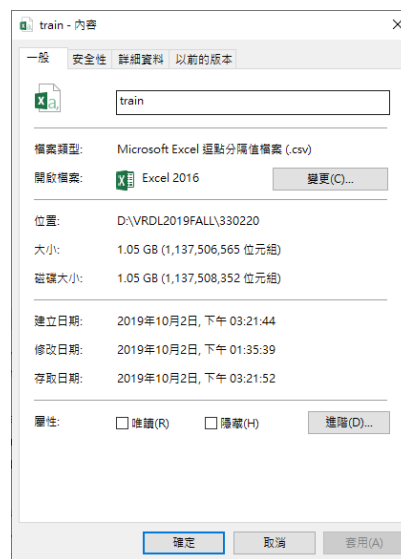 train - 內容
一般 安全性 詳細資料 以前的版本
train
檔案類型: Microsoft Excel 逗點分隔值檔案 (.csv)
開啟檔案: Excel 2016 變更(C)...
位置: D:\VRDL2019FALL\330220
大小: 1.05 GB (1,137,506,565 位元組)
磁碟大小: 1.05 GB (1,137,508,352 位元組)
建立日期: 2019年10月2日, 下午 03:21:44
修改日期: 2019年10月2日, 下午 01:35:39
存取日期: 2019年10月2日, 下午 03:21:52
屬性: 唯讀(R) 隱藏(H) 進階(D)...
確定 取消 套用(A)